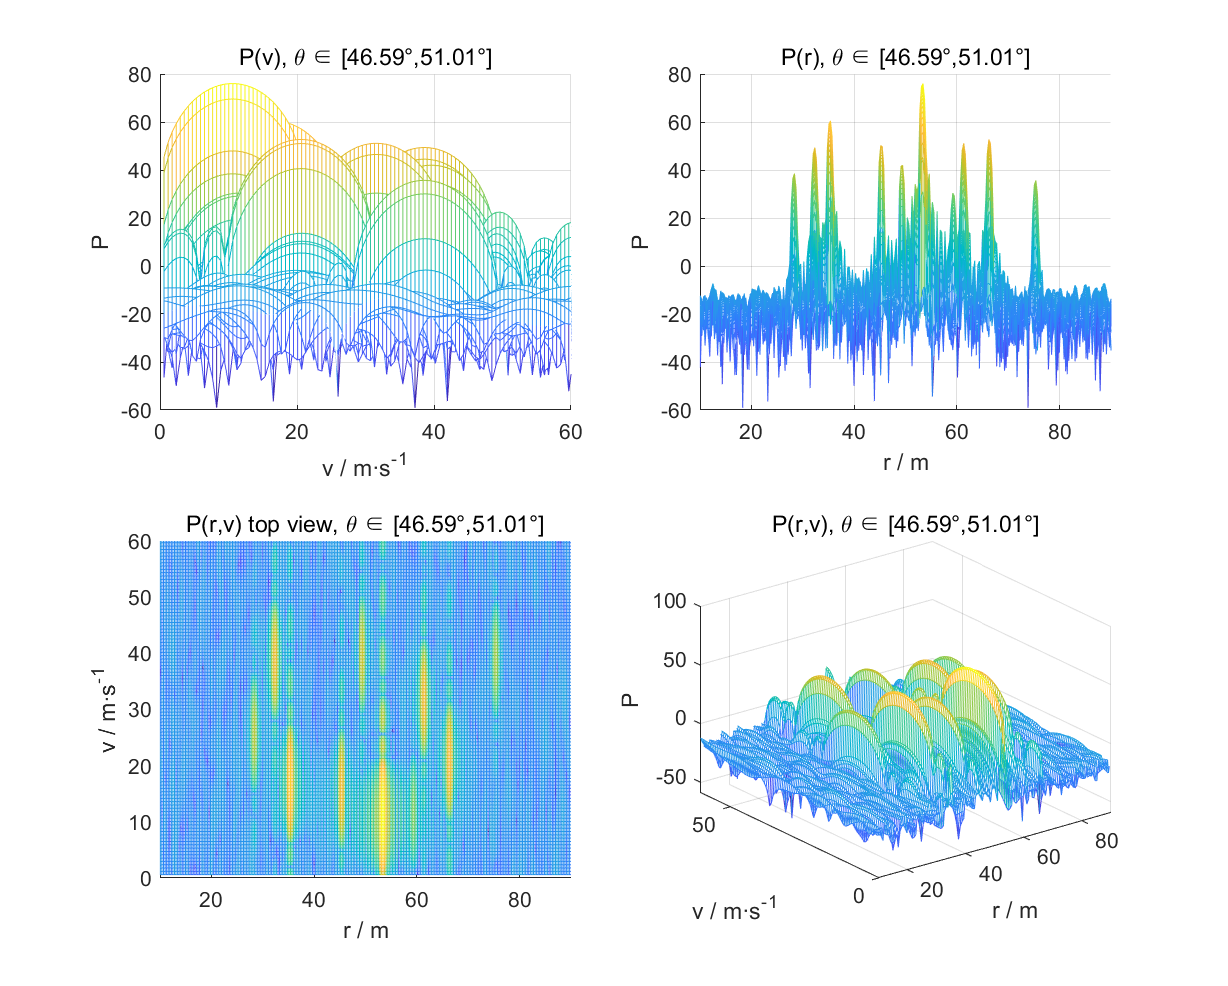 P(v), θ ∈ [46.59°,51.01°]
80
60
40
20
0
-20
-40
-60
P
0 20 40 60
v / m·s⁻¹
P(r), θ ∈ [46.59°,51.01°]
80
60
40
20
0
-20
-40
-60
P
20 40 60 80
r / m
P(r,v) top view, θ ∈ [46.59°,51.01°]
60
50
40
30
20
10
0
v / m·s⁻¹
20 40 60 80
r / m
P(r,v), θ ∈ [46.59°,51.01°]
100
50
0
-50
P
50
0
v / m·s⁻¹
20 40 60 80
r / m